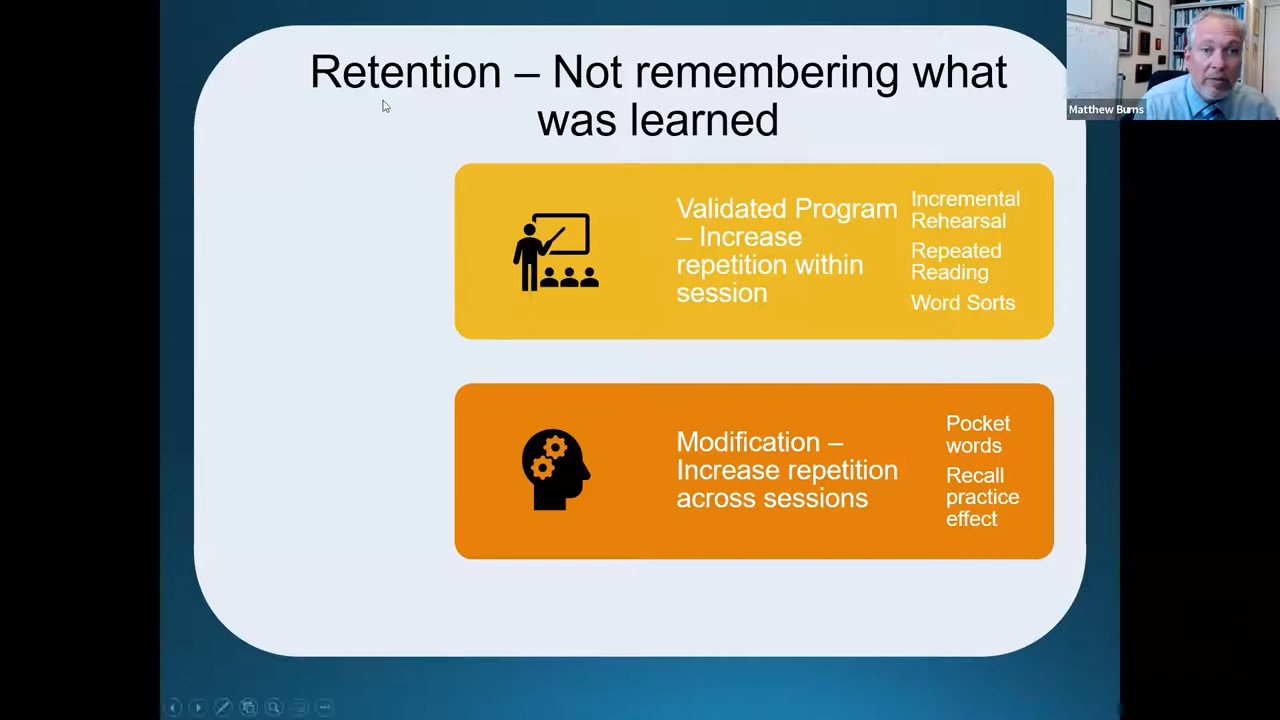 Retention – Not remembering what
was learned
Matthew Burns
Validated Program
– Increase
repetition within
session
Incremental
Rehearsal
Repeated
Reading
Word Sorts
Modification –
Increase repetition
across sessions
Pocket
words
Recall
practice
effect